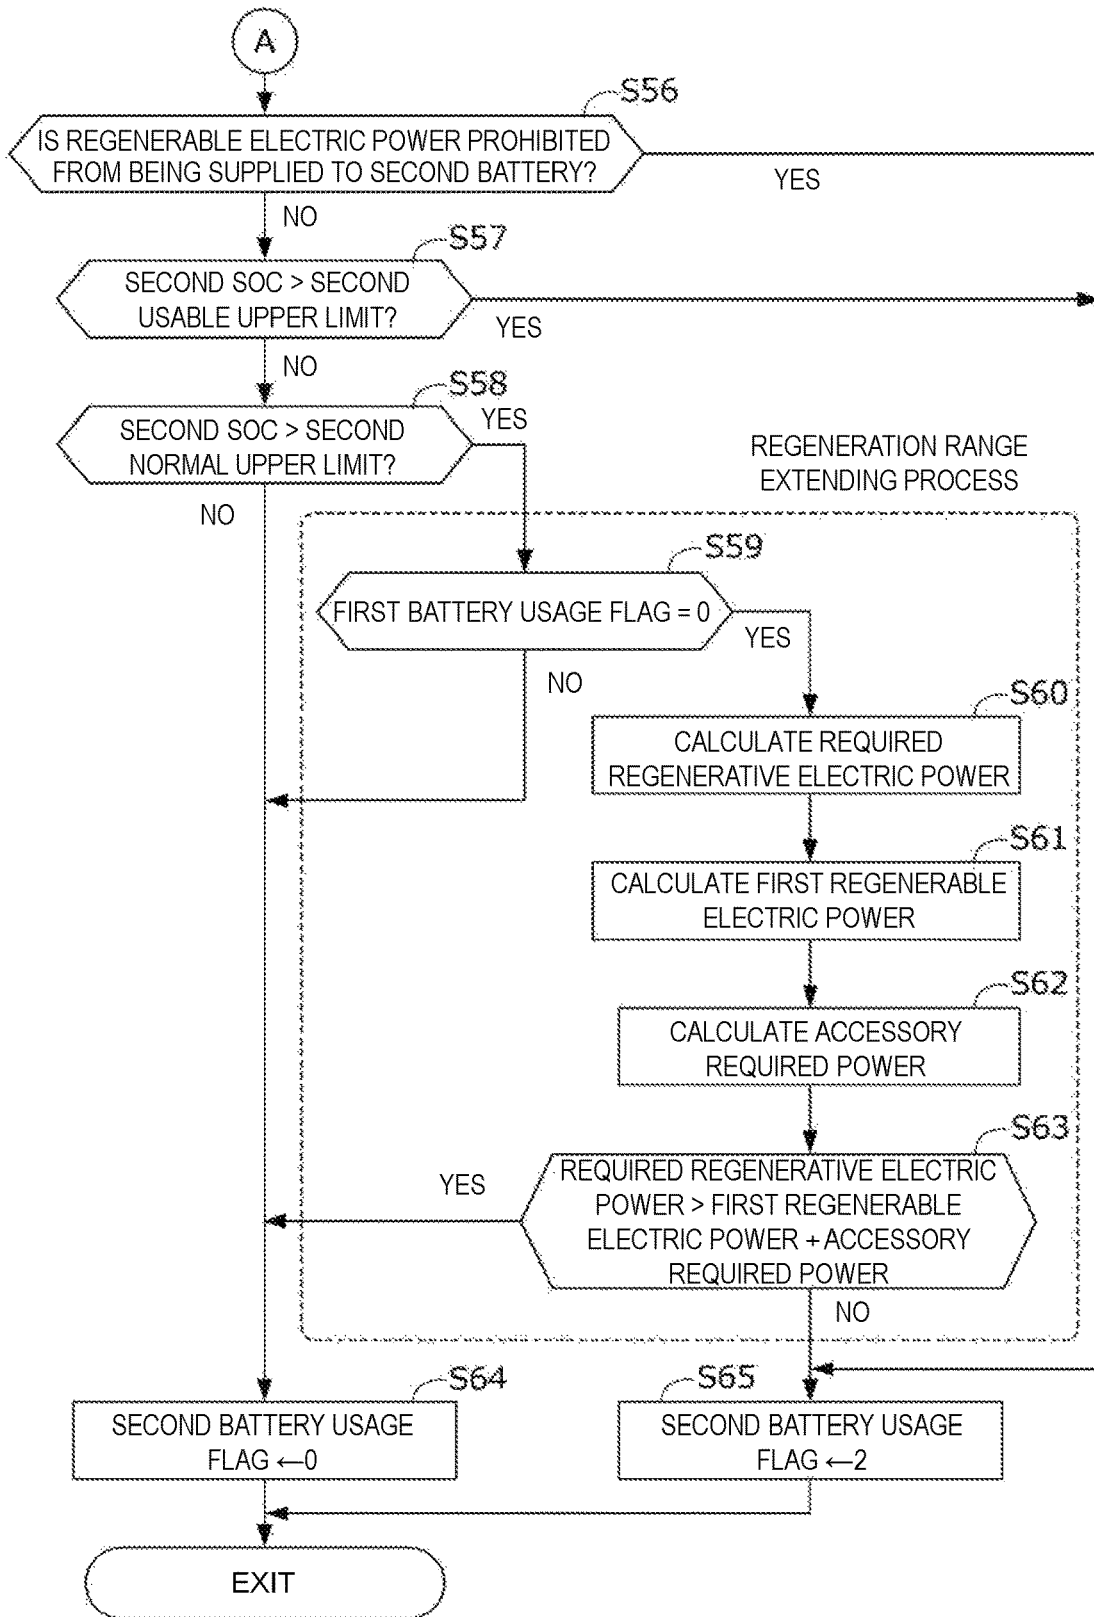 A
S56
IS REGENERABLE ELECTRIC POWER PROHIBITED
FROM BEING SUPPLIED TO SECOND BATTERY?
YES
NO
S57
SECOND SOC > SECOND
USABLE UPPER LIMIT?
YES
NO
S58
SECOND SOC > SECOND
NORMAL UPPER LIMIT?
YES
NO
REGENERATION RANGE
EXTENDING PROCESS
S59
FIRST BATTERY USAGE FLAG = 0
YES
NO
S60
CALCULATE REQUIRED
REGENERATIVE ELECTRIC POWER
S61
CALCULATE FIRST REGENERABLE
ELECTRIC POWER
S62
CALCULATE ACCESSORY
REQUIRED POWER
S63
REQUIRED REGENERATIVE ELECTRIC
POWER > FIRST REGENERABLE
ELECTRIC POWER + ACCESSORY
REQUIRED POWER
YES
NO
S64
SECOND BATTERY USAGE
FLAG ←0
S65
SECOND BATTERY USAGE
FLAG ←2
EXIT